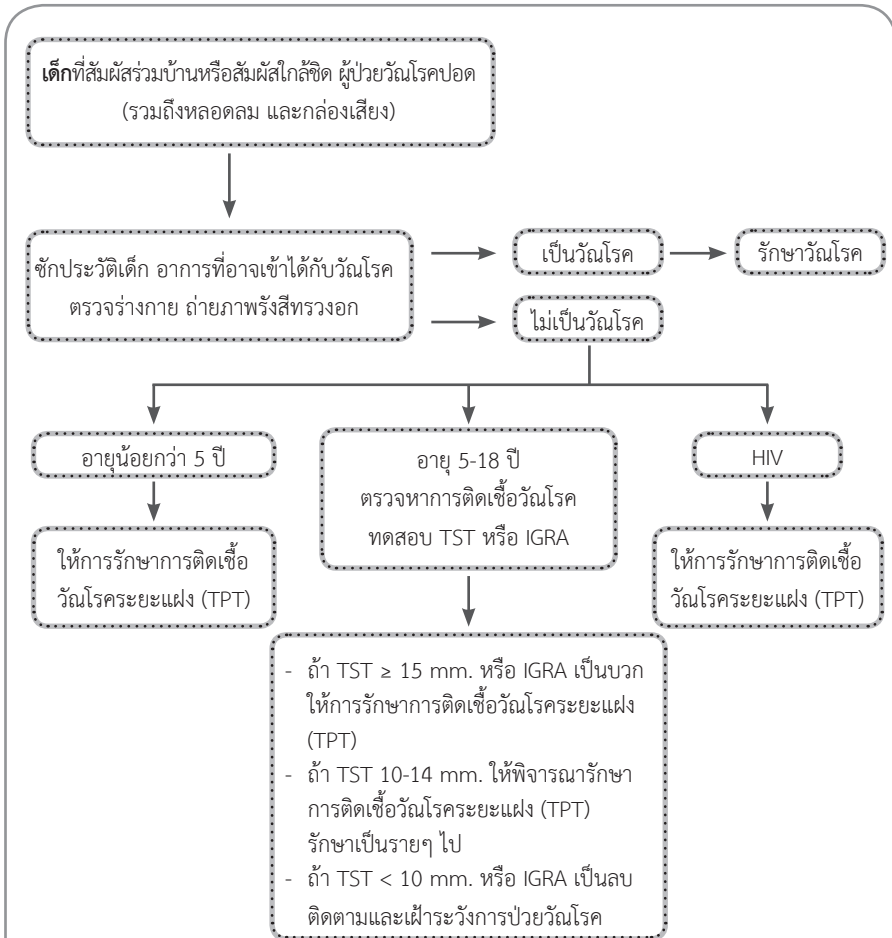 เด็กที่สัมผัสร่วมบ้านหรือสัมผัสใกล้ชิด ผู้ป่วยวัณโรคปอด
(รวมถึงหลอดลม และกล่องเสียง)
ซักประวัติเด็ก อาการที่อาจเข้าได้กับวัณโรค
ตรวจร่างกาย ถ่ายภาพรังสีทรวงอก
เป็นวัณโรค
รักษาวัณโรค
ไม่เป็นวัณโรค
อายุน้อยกว่า 5 ปี
ให้การรักษาการติดเชื้อ
วัณโรคระยะแฝง (TPT)
อายุ 5-18 ปี
ตรวจหาการติดเชื้อวัณโรค
ทดสอบ TST หรือ IGRA
HIV
ให้การรักษาการติดเชื้อ
วัณโรคระยะแฝง (TPT)
- ถ้า TST ≥ 15 mm. หรือ IGRA เป็นบวก
ให้การรักษาการติดเชื้อวัณโรคระยะแฝง
(TPT)
- ถ้า TST 10-14 mm. ให้พิจารณารักษา
การติดเชื้อวัณโรคระยะแฝง (TPT)
รักษาเป็นรายๆ ไป
- ถ้า TST < 10 mm. หรือ IGRA เป็นลบ
ติดตามและเฝ้าระวังการป่วยวัณโรค